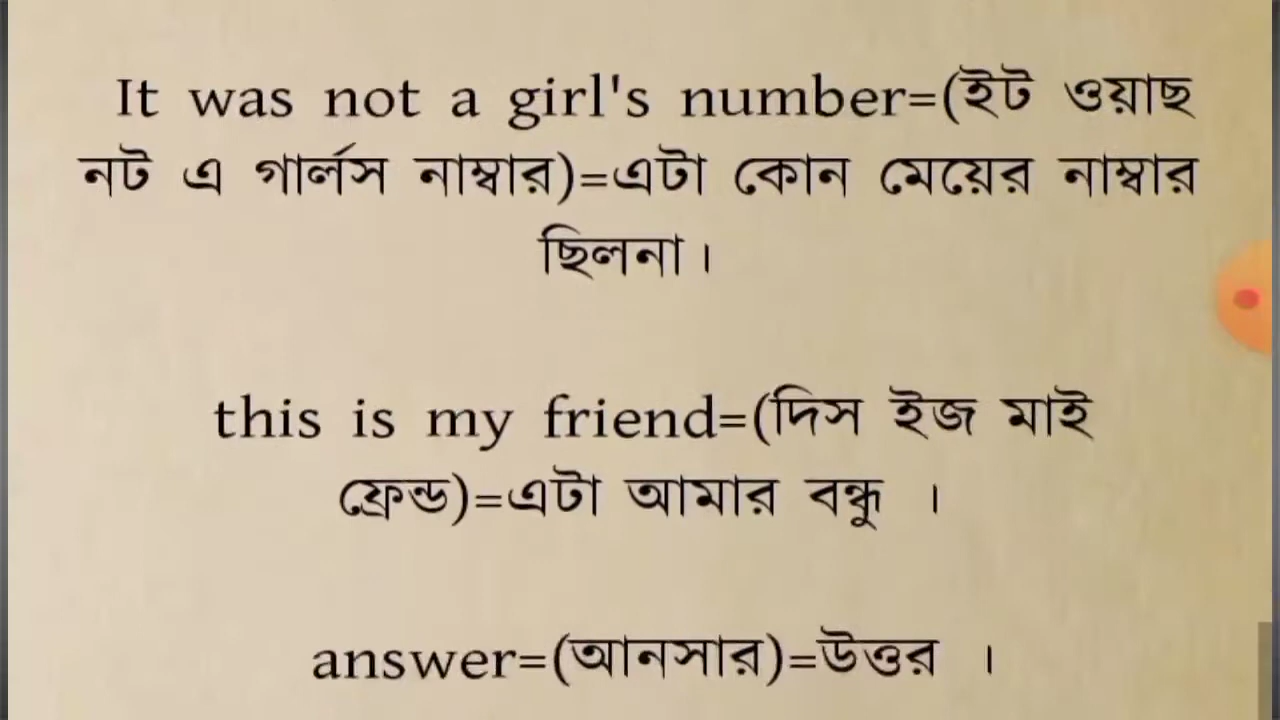 It was not a girl's number=(ইট ওয়াছ
নট এ গার্লস নাম্বার)=এটা কোন মেয়ের নাম্বার
ছিলনা।
this is my friend=(দিস ইজ মাই
ফ্রেন্ড)=এটা আমার বন্ধু ।
answer=(আনসার)=উত্তর ।